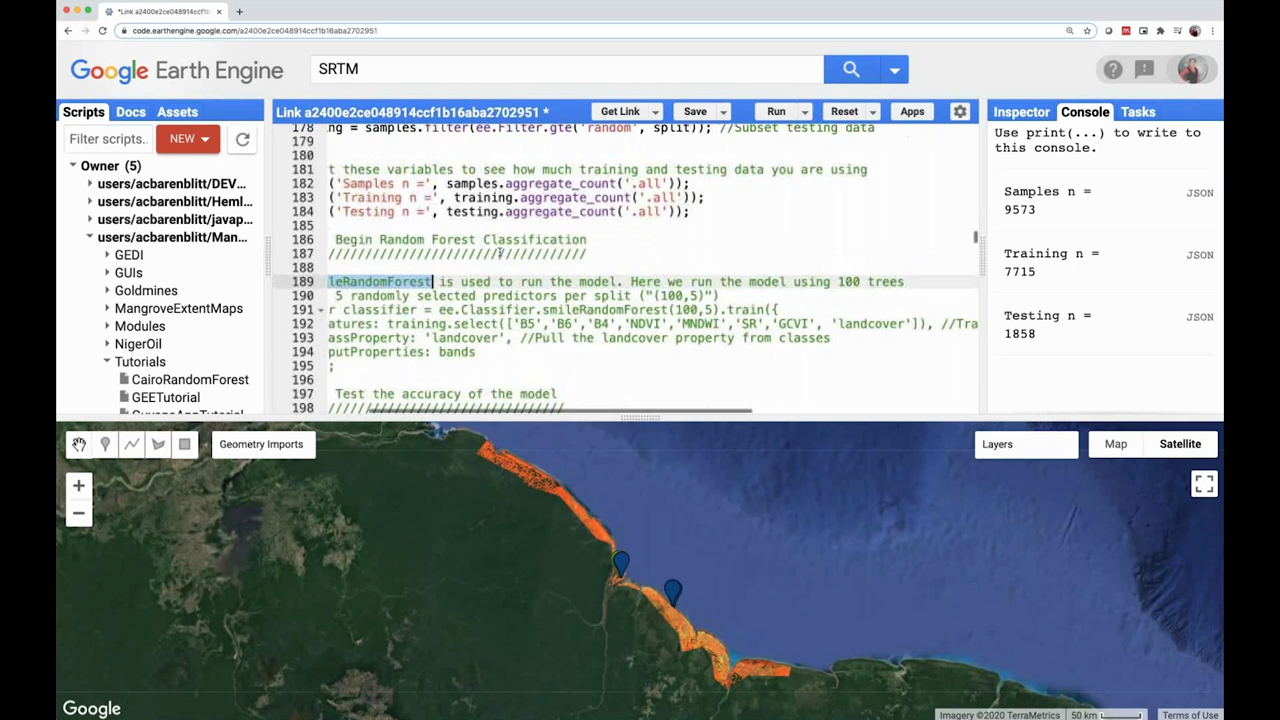 *Link a2400e2ce048914ccf1b16
code.earthengine.google.com/a2400e2ce048914ccf1b16aba2702951
Google Earth Engine
SRTM
Scripts Docs Assets
Link a2400e2ce048914ccf1b16aba2702951 *
Get Link Save Run Reset Apps
Inspector Console Tasks
Filter scripts...
NEW
Owner (5)
users/acbarenblitt/DEV...
users/acbarenblitt/Heml...
users/acbarenblitt/javap...
users/acbarenblitt/Man...
GEDI
GUIs
Goldmines
MangroveExtentMaps
Modules
NigerOil
Tutorials
CairoRandomForest
GEETutorial
GuyanaAppTutorial
178 ng = samples.filter(ee.Filter.gte('random', split)); //Subset testing data
179
180
181 t these variables to see how much training and testing data you are using
182 ('Samples n =', samples.aggregate_count('.all'));
183 ('Training n =', training.aggregate_count('.all'));
184 ('Testing n =', testing.aggregate_count('.all'));
185
186 Begin Random Forest Classification
187 ///////////////////////////////////
188
189 leRandomForest is used to run the model. Here we run the model using 100 trees
190 5 randomly selected predictors per split ("(100,5)")
191 r classifier = ee.Classifier.smileRandomForest(100,5).train({
192 atures: training.select(['B5','B6','B4','NDVI','MNDWI','SR','GCVI', 'landcover']), //Tra
193 assProperty: 'landcover', //Pull the landcover property from classes
194 putProperties: bands
195 ;
196
197 Test the accuracy of the model
198 ////////////////////////////////
Use print(...) to write to
this console.
Samples n = JSON
9573
Training n = JSON
7715
Testing n = JSON
1858
Geometry Imports
Layers
Map Satellite
+
−
Google
Imagery ©2020 TerraMetrics 50 km Terms of Use